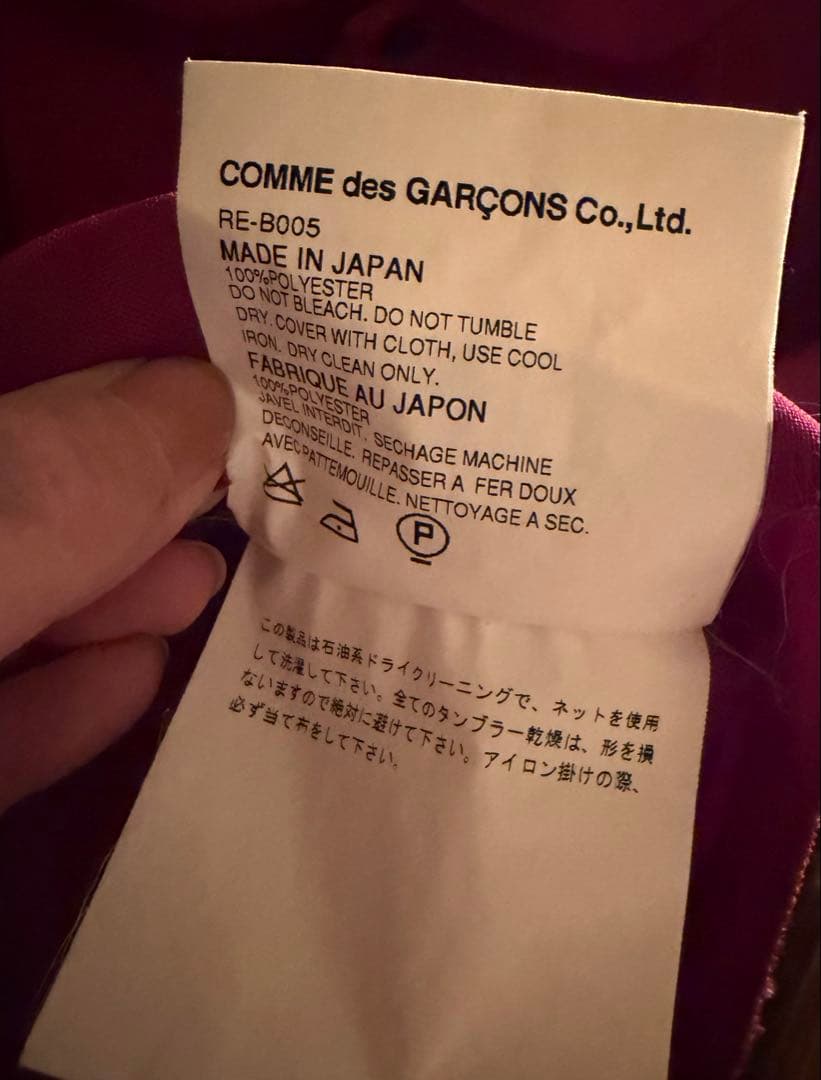 COMME des GARÇONS Co.,Ltd.
RE-B005
MADE IN JAPAN
100%POLYESTER
DO NOT BLEACH. DO NOT TUMBLE
DRY. COVER WITH CLOTH, USE COOL
IRON. DRY CLEAN ONLY.
FABRIQUE AU JAPON
100%POLYESTER
JAVEL INTERDIT. SECHAGE MACHINE
DECONSEILLE. REPASSER A FER DOUX
AVEC PATTEMOUILLE. NETTOYAGE A SEC.
P
この製品は石油系ドライクリーニングで、ネットを使用
して洗濯して下さい。全てのタンブラー乾燥は、形を損
ないますので絶対に避けて下さい。アイロン掛けの際、
必ず当て布をして下さい。